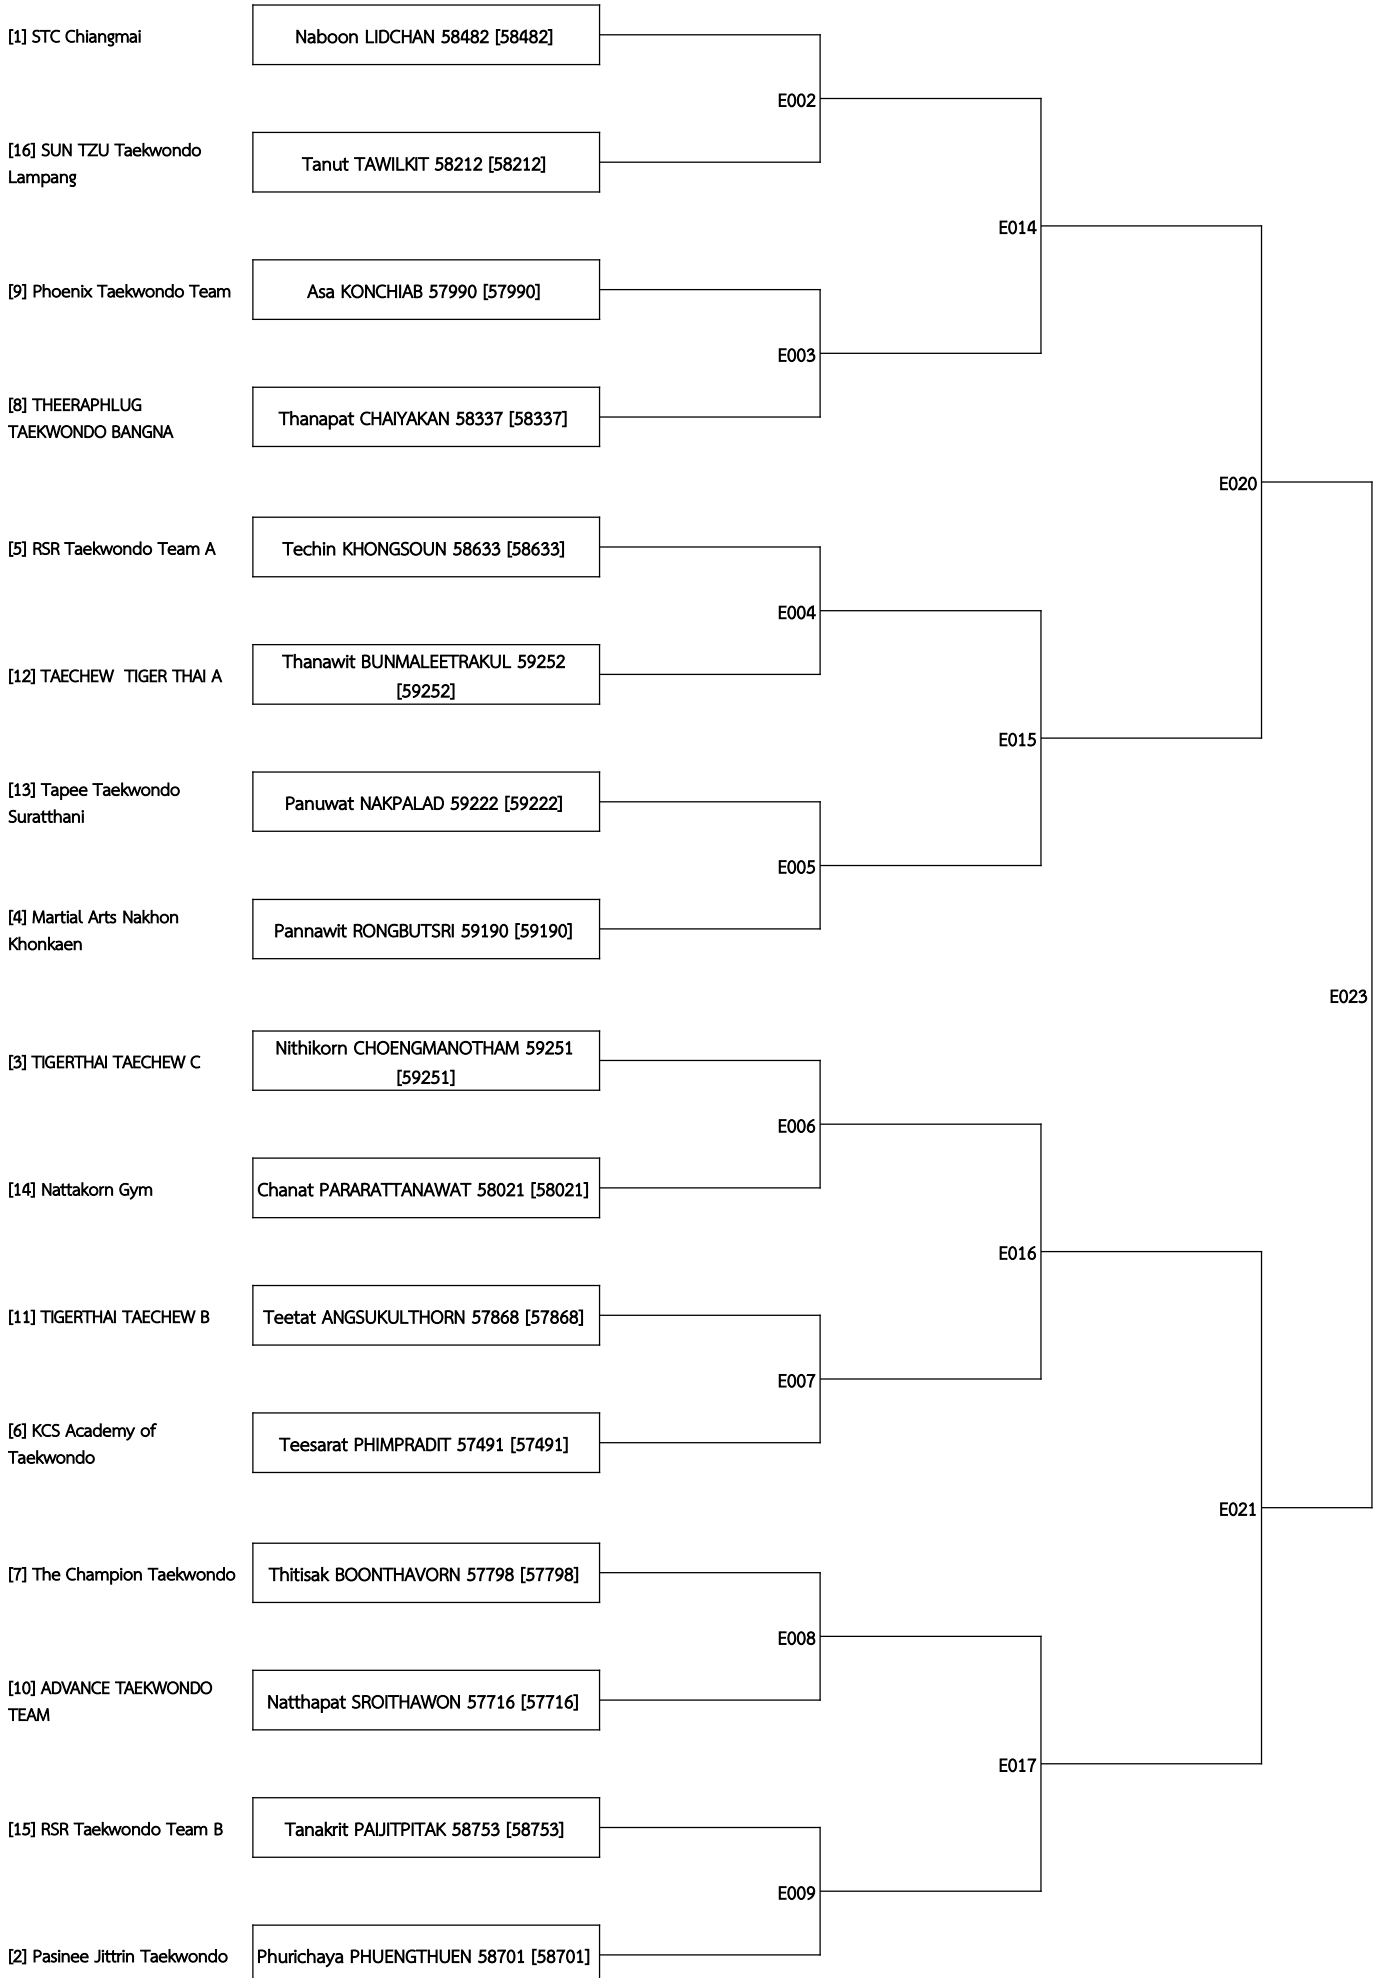 [1] STC Chiangmai
Naboon LIDCHAN 58482 [58482]
E002
[16] SUN TZU Taekwondo
Lampang
Tanut TAWILKIT 58212 [58212]
E014
[9] Phoenix Taekwondo Team
Asa KONCHIAB 57990 [57990]
E003
[8] THEERAPHLUG
TAEKWONDO BANGNA
Thanapat CHAIYAKAN 58337 [58337]
E020
[5] RSR Taekwondo Team A
Techin KHONGSOUN 58633 [58633]
E004
[12] TAECHEW  TIGER THAI A
Thanawit BUNMALEETRAKUL 59252
[59252]
E015
[13] Tapee Taekwondo
Suratthani
Panuwat NAKPALAD 59222 [59222]
E005
[4] Martial Arts Nakhon
Khonkaen
Pannawit RONGBUTSRI 59190 [59190]
E023
[3] TIGERTHAI TAECHEW C
Nithikorn CHOENGMANOTHAM 59251
[59251]
E006
[14] Nattakorn Gym
Chanat PARARATTANAWAT 58021 [58021]
E016
[11] TIGERTHAI TAECHEW B
Teetat ANGSUKULTHORN 57868 [57868]
E007
[6] KCS Academy of
Taekwondo
Teesarat PHIMPRADIT 57491 [57491]
E021
[7] The Champion Taekwondo
Thitisak BOONTHAVORN 57798 [57798]
E008
[10] ADVANCE TAEKWONDO
TEAM
Natthapat SROITHAWON 57716 [57716]
E017
[15] RSR Taekwondo Team B
Tanakrit PAIJITPITAK 58753 [58753]
E009
[2] Pasinee Jittrin Taekwondo
Phurichaya PHUENGTHUEN 58701 [58701]